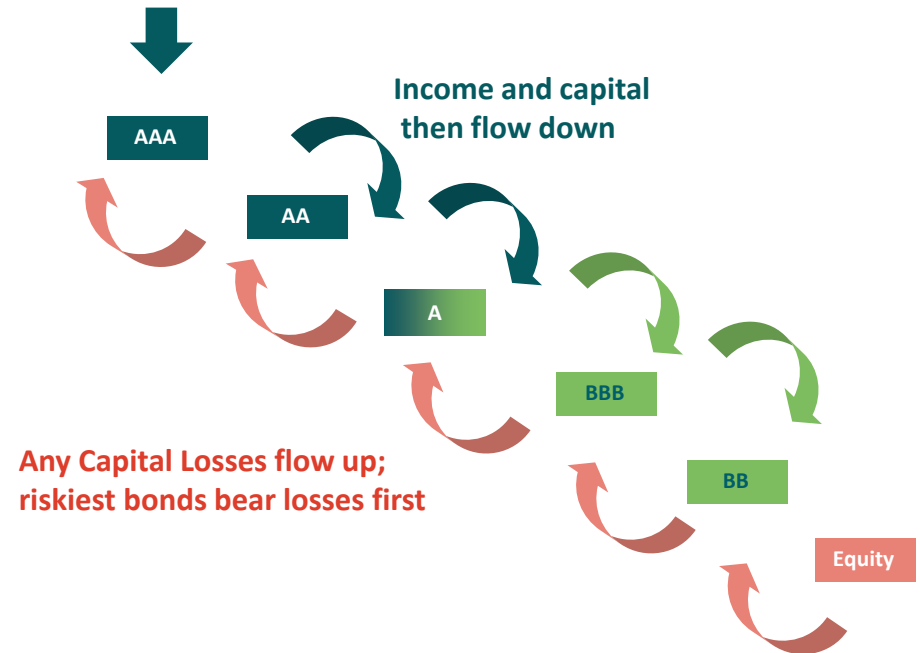 Income and capital
then flow down
AAA
AA
A
BBB
Any Capital Losses flow up;
riskiest bonds bear losses first
BB
Equity